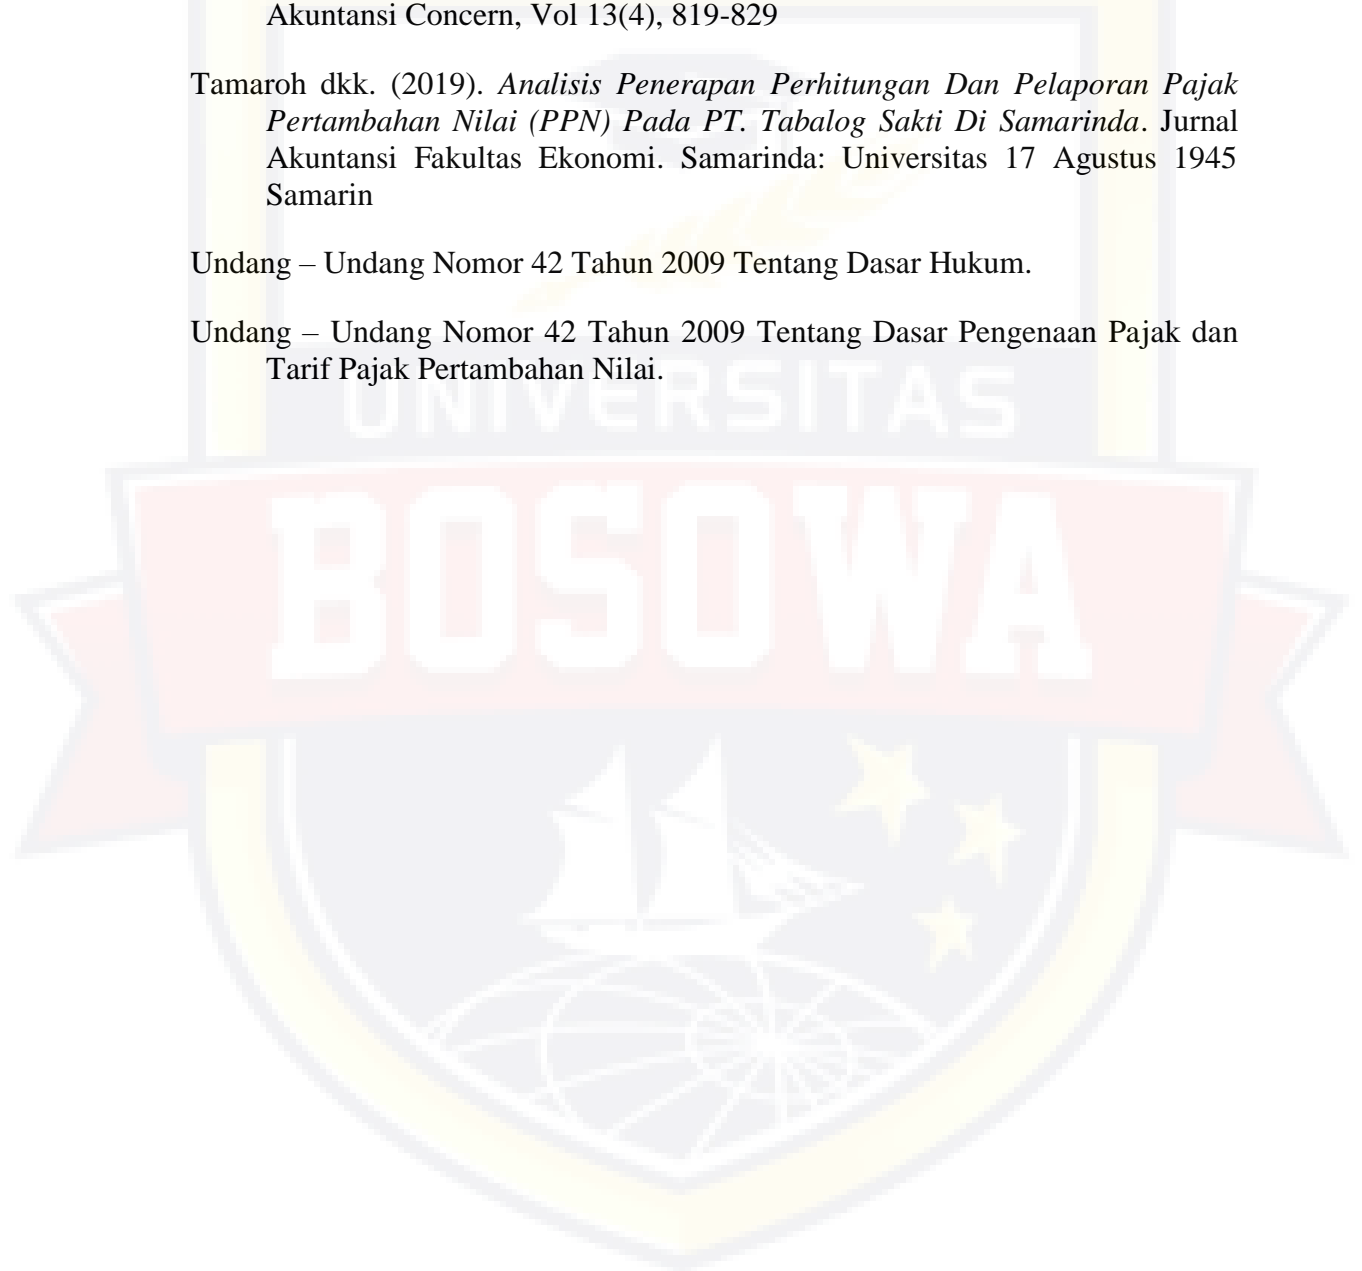 Akuntansi Concern, Vol 13(4), 819-829
Tamaroh dkk. (2019). Analisis Penerapan Perhitungan Dan Pelaporan Pajak
Pertambahan Nilai (PPN) Pada PT. Tabalog Sakti Di Samarinda. Jurnal
Akuntansi Fakultas Ekonomi. Samarinda: Universitas 17 Agustus 1945
Samarin
Undang – Undang Nomor 42 Tahun 2009 Tentang Dasar Hukum.
Undang – Undang Nomor 42 Tahun 2009 Tentang Dasar Pengenaan Pajak dan
Tarif Pajak Pertambahan Nilai.
UNIVERSITAS
BOSOWA